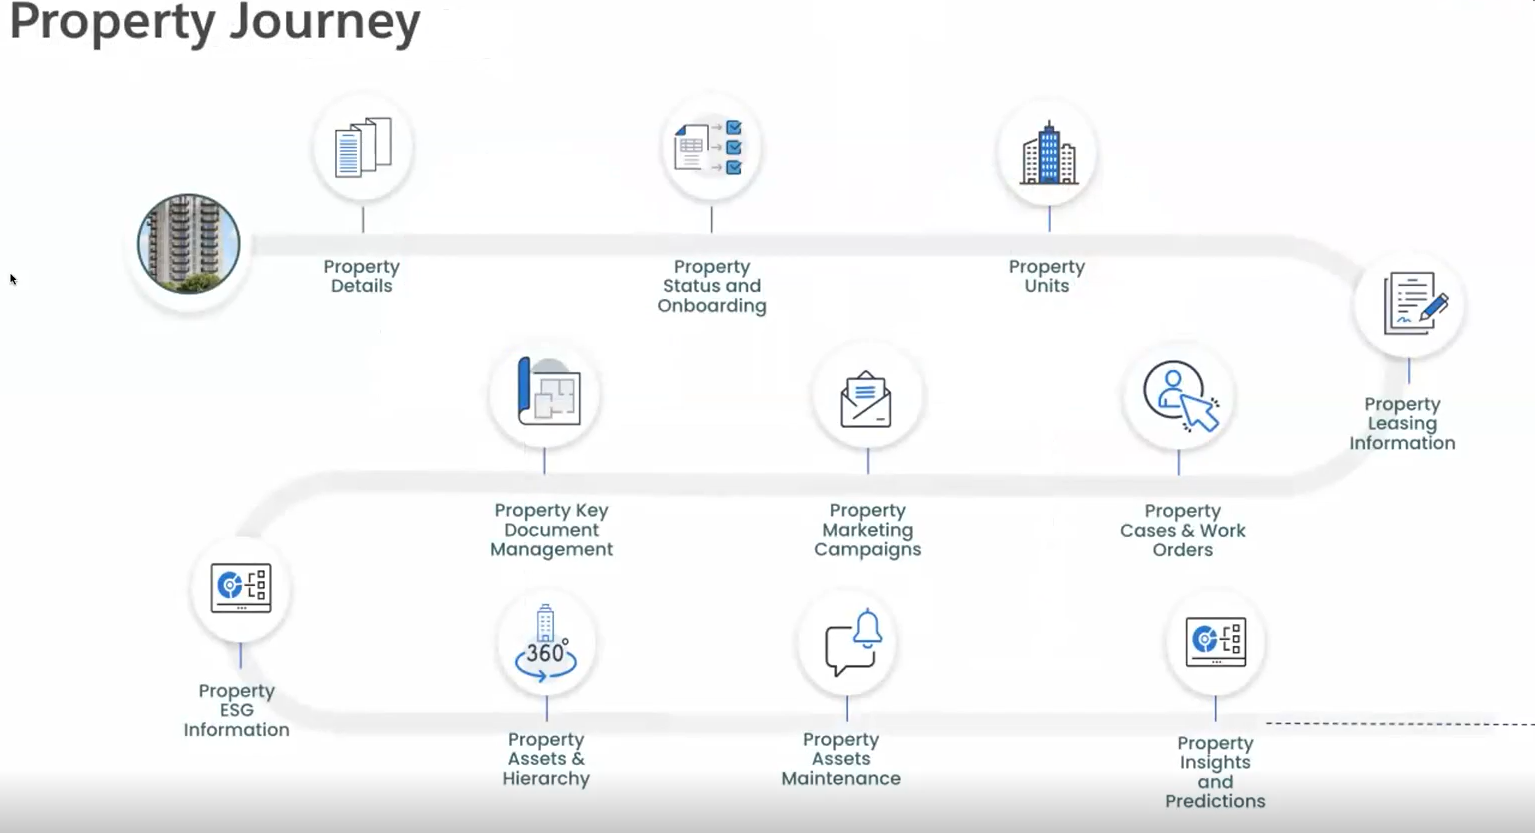 Property Journey
Property
Details
Property
Status and
Onboarding
Property
Units
Property
Leasing
Information
Property
Cases & Work
Orders
Property
Marketing
Campaigns
Property Key
Document
Management
Property
ESG
Information
360°
Property
Assets &
Hierarchy
Property
Assets
Maintenance
Property
Insights
and
Predictions